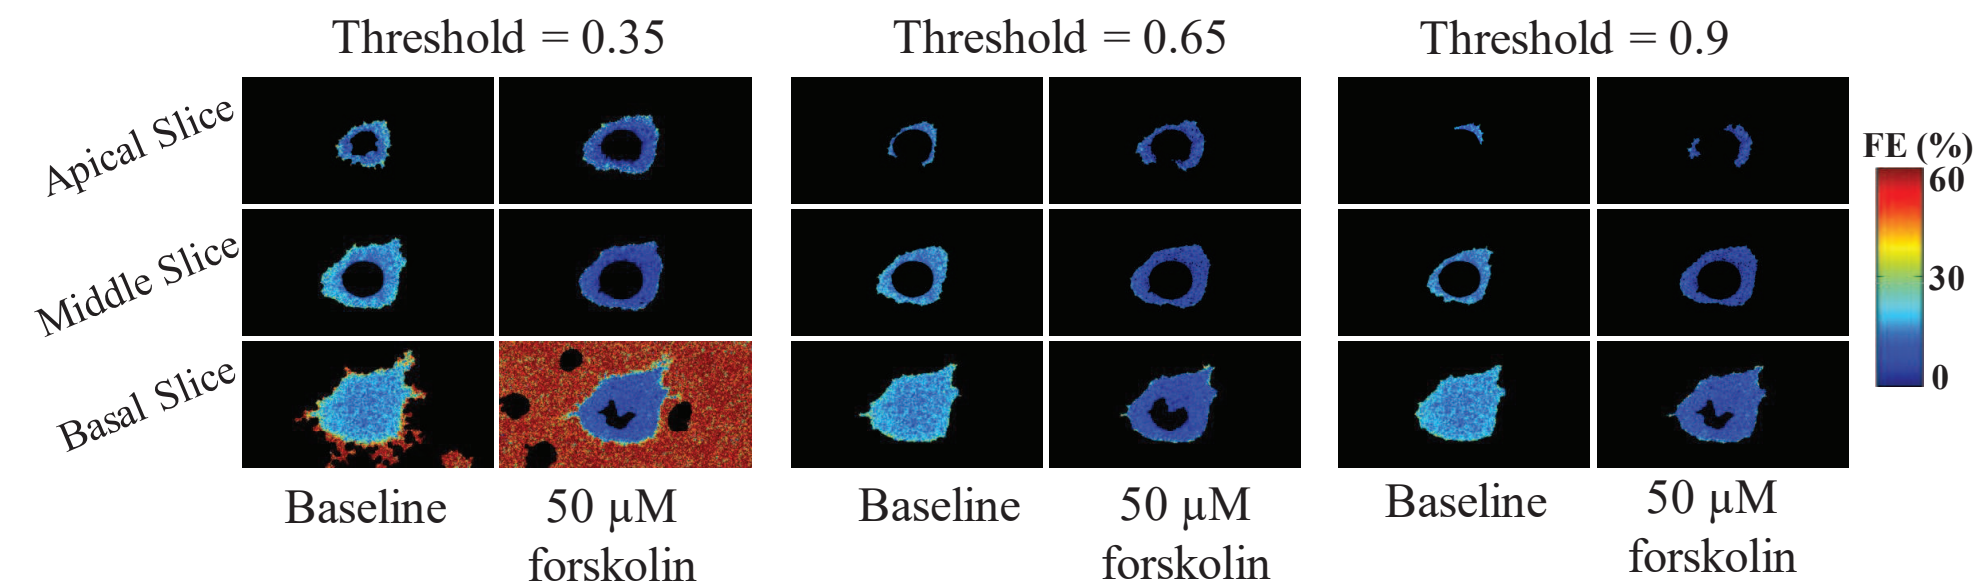 Threshold = 0.35
Threshold = 0.65
Threshold = 0.9
Apical Slice
Middle Slice
Basal Slice
FE (%)
60
30
0
Baseline
50 μM
forskolin
Baseline
50 μM
forskolin
Baseline
50 μM
forskolin